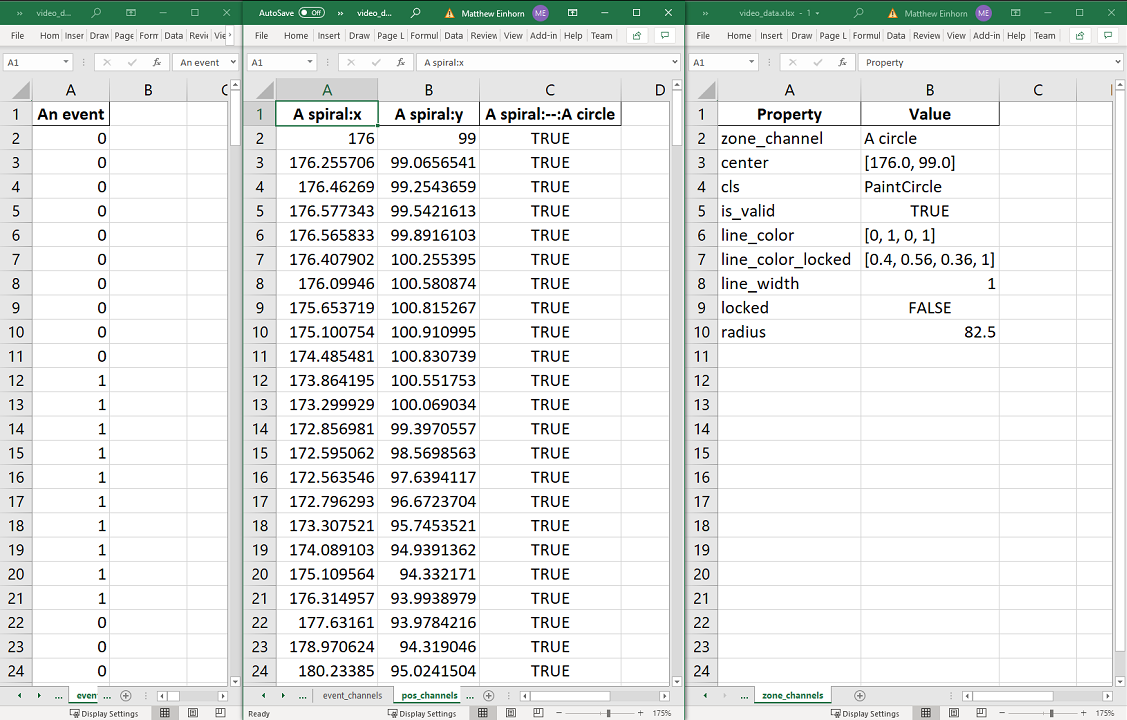 » video_d...
File Hom Inser Draw Page Forr Data Revi Vie
A1 fx An event
A B C
1 An event
2 0
3 0
4 0
5 0
6 0
7 0
8 0
9 0
10 0
11 0
12 1
13 1
14 1
15 1
16 1
17 1
18 1
19 1
20 1
21 1
22 0
23 0
24 0
... even ...
Display Settings
AutoSave Off » video_d... Matthew Einhorn ME
File Home Insert Draw Page L Formul Data Review View Add-in Help Team
A1 fx A spiral:x
A B C D
1 A spiral:x A spiral:y A spiral:--:A circle
2 176 99 TRUE
3 176.255706 99.0656541 TRUE
4 176.46269 99.2543659 TRUE
5 176.577343 99.5421613 TRUE
6 176.565833 99.8916103 TRUE
7 176.407902 100.255395 TRUE
8 176.09946 100.580874 TRUE
9 175.653719 100.815267 TRUE
10 175.100754 100.910995 TRUE
11 174.485481 100.830739 TRUE
12 173.864195 100.551753 TRUE
13 173.299929 100.069034 TRUE
14 172.856981 99.3970557 TRUE
15 172.595062 98.5698563 TRUE
16 172.563546 97.6394117 TRUE
17 172.796293 96.6723704 TRUE
18 173.307521 95.7453521 TRUE
19 174.089103 94.9391362 TRUE
20 175.109564 94.332171 TRUE
21 176.314957 93.9938979 TRUE
22 177.63161 93.9784216 TRUE
23 178.970624 94.319046 TRUE
24 180.23385 95.0241504 TRUE
... event_channels pos_channels ...
Ready Display Settings 175%
» video_data.xlsx - 1 Matthew Einhorn ME
File Home Insert Draw Page L Formul Data Review View Add-in Help Team
A1 fx Property
A B C
1 Property Value
2 zone_channel A circle
3 center [176.0, 99.0]
4 cls PaintCircle
5 is_valid TRUE
6 line_color [0, 1, 0, 1]
7 line_color_locked [0.4, 0.56, 0.36, 1]
8 line_width 1
9 locked FALSE
10 radius 82.5
11
12
13
14
15
16
17
18
19
20
21
22
23
24
... zone_channels
Display Settings 175%